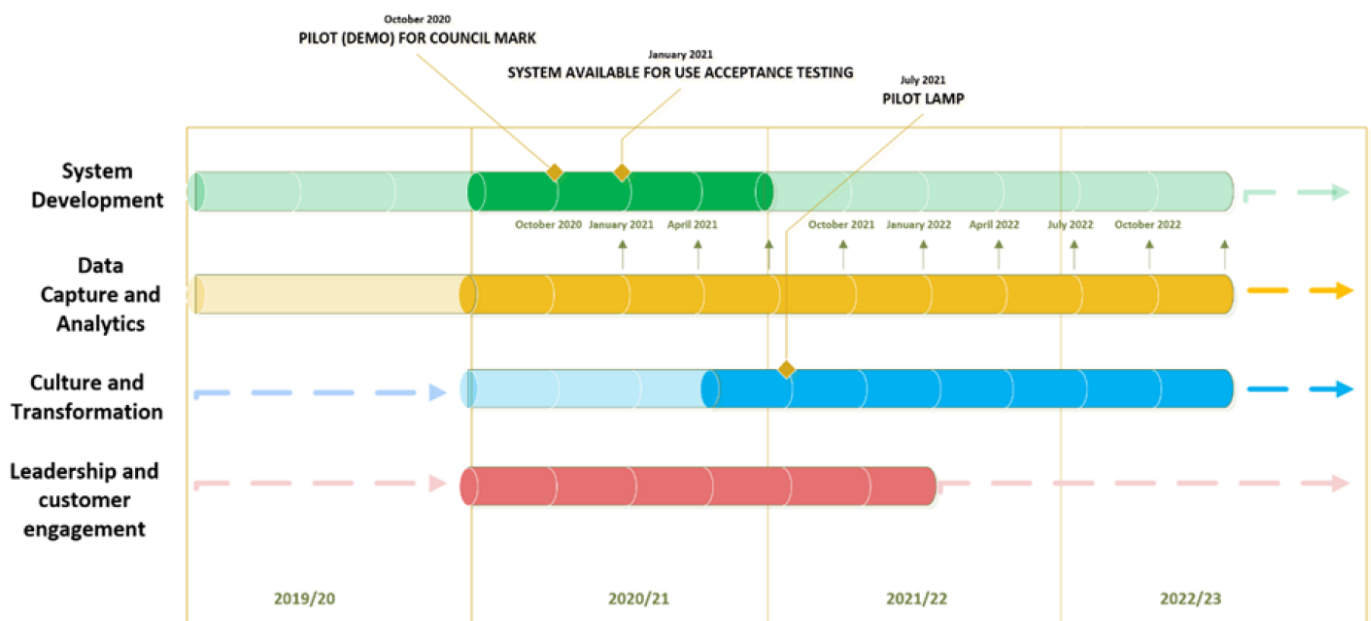 October 2020
PILOT (DEMO) FOR COUNCIL MARK
January 2021
SYSTEM AVAILABLE FOR USE ACCEPTANCE TESTING
July 2021
PILOT LAMP
System
Development
October 2020 January 2021 April 2021 October 2021 January 2022 April 2022 July 2022 October 2022
Data
Capture and
Analytics
Culture and
Transformation
Leadership and
customer
engagement
2019/20 2020/21 2021/22 2022/23